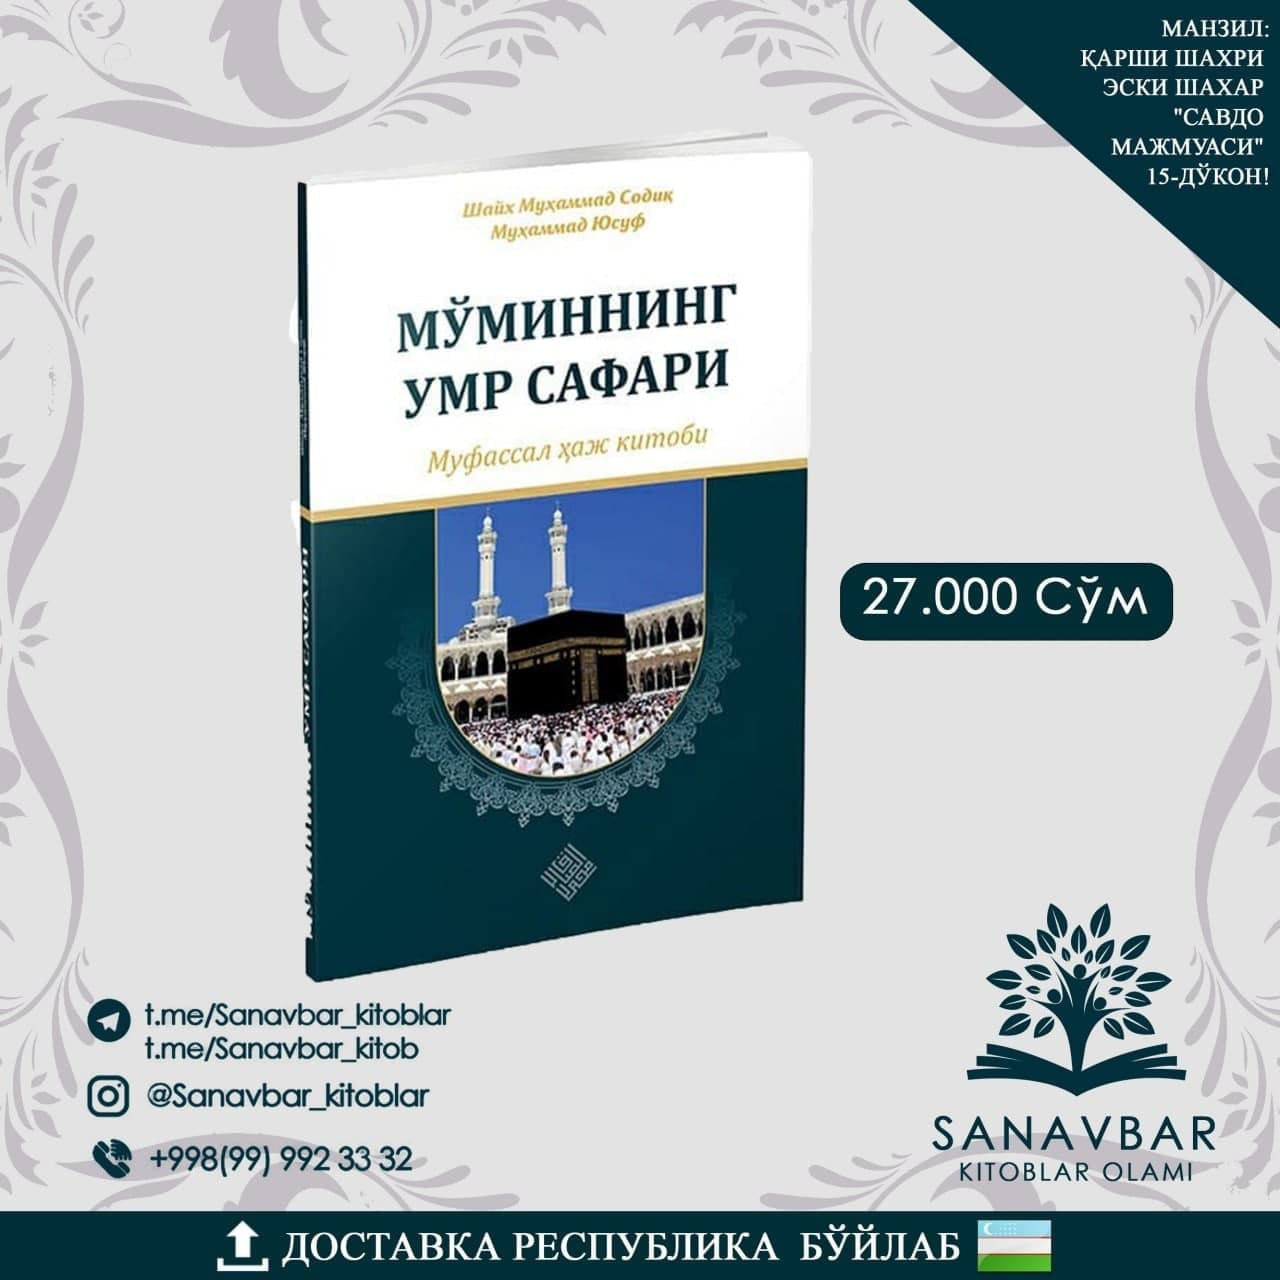 МАНЗИЛ:
ҚАРШИ ШАХРИ
ЭСКИ ШАХАР
"САВДО
МАЖМУАСИ"
15-ДЎКОН!
Шайх Муҳаммад Содиқ
Муҳаммад Юсуф
МЎМИННИНГ
УМР САФАРИ
Муфассал ҳаж китоби
27.000 Сўм
t.me/Sanavbar_kitoblar
t.me/Sanavbar_kitob
@Sanavbar_kitoblar
+998(99) 992 33 32
SANAVBAR
KITOBLAR OLAMI
ДОСТАВКА РЕСПУБЛИКА БЎЙЛАБ